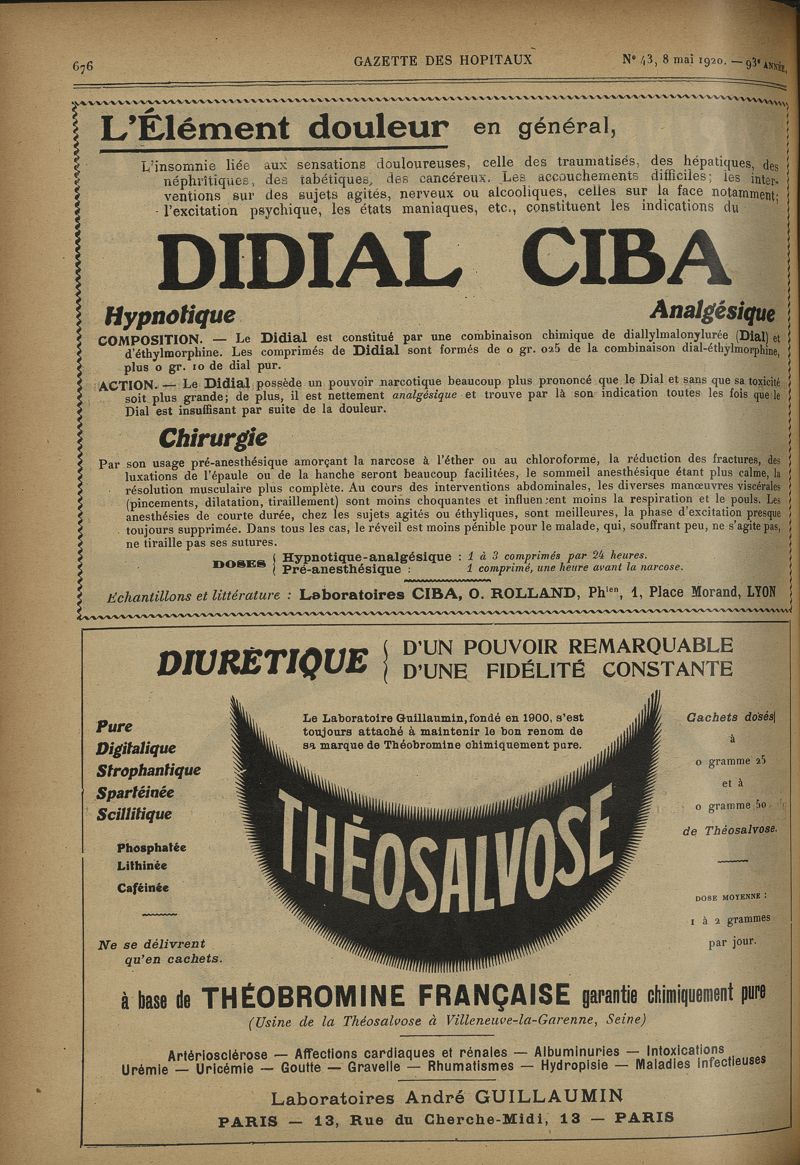 676
GAZETTE DES HOPITAUX
N° 43, 8 mai 1920. — 93e ANNÉE,
L'Élément douleur en général,
L'insomnie liée aux sensations douloureuses, celle des traumatisés, des hépatiques, des
néphritiques, des tabétiques, des cancéreux. Les accouchements difficiles; les inter-
ventions sur des sujets agités, nerveux ou alcooliques, celles sur la face notamment;
l'excitation psychique, les états maniaques, etc., constituent les indications du
DIDIAL CIBA
Hypnotique
Analgésique
COMPOSITION. — Le Didial est constitué par une combinaison chimique de diallylmalonylurée (Dial) et
d'éthylmorphine. Les comprimés de Didial sont formés de 0 gr. 025 de la combinaison dial-éthylmorphine,
plus 0 gr. 10 de dial pur.
ACTION. — Le Didial possède un pouvoir narcotique beaucoup plus prononcé que le Dial et sans que sa toxicité
soit plus grande; de plus, il est nettement analgésique et trouve par là son indication toutes les fois que le
Dial est insuffisant par suite de la douleur.
Chirurgie
Par son usage pré-anesthésique amorçant la narcose à l'éther ou au chloroforme, la réduction des fractures, des
luxations de l'épaule ou de la hanche seront beaucoup facilitées, le sommeil anesthésique étant plus calme, la
résolution musculaire plus complète. Au cours des interventions abdominales, les diverses manœuvres viscérales
(pincements, dilatation, tiraillement) sont moins choquantes et influen ent moins la respiration et le pouls. Les
anesthésies de courte durée, chez les sujets agités ou éthyliques, sont meilleures, la phase d'excitation presque
toujours supprimée. Dans tous les cas, le réveil est moins pénible pour le malade, qui, souffrant peu, ne s'agite pas,
ne tiraille pas ses sutures.
DOSES { Hypnotique-analgésique : 1 à 3 comprimés par 24 heures.
Pré-anesthésique : 1 comprimé, une heure avant la narcose.
Echantillons et littérature : Laboratoires CIBA, O. ROLLAND, Phien, 1, Place Morand, LYON
DIURÉTIQUE { D'UN POUVOIR REMARQUABLE
D'UNE FIDÉLITÉ CONSTANTE
Pure
Digitalique
Strophantique
Spartéinée
Scillitique
Phosphatée
Lithinée
Caféinée
Ne se délivrent
qu'en cachets.
Le Laboratoire Guillaumin, fondé en 1900, s'est
toujours attaché à maintenir le bon renom de
sa marque de Théobromine chimiquement pure.
THÉOSALVOSE
Cachets dosés
à
0 gramme 25
et à
0 gramme 50
de Théosalvose.
DOSE MOYENNE :
1 à 2 grammes
par jour.
à base de THÉOBROMINE FRANÇAISE garantie chimiquement pure
(Usine de la Théosalvose à Villeneuve-la-Garenne, Seine)
Artériosclérose — Affections cardiaques et rénales — Albuminuries — Intoxications
Urémie — Uricémie — Goutte — Gravelle — Rhumatismes — Hydropisie — Maladies infectieuses
Laboratoires André GUILLAUMIN
PARIS — 13, Rue du Cherche-Midi, 13 — PARIS